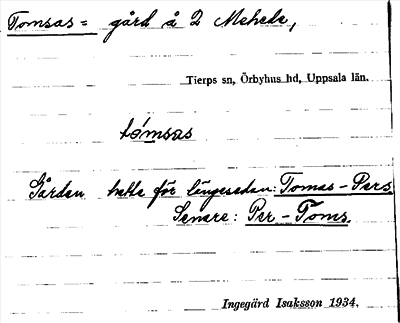 Tomsas = gård å 2 Mehede,
Tierps sn, Örbyhus hd, Uppsala län.
tómsas
Gården hette för längesedan: Tomas-Pers
Senare: Per-Toms.
Ingegärd Isaksson 1934.